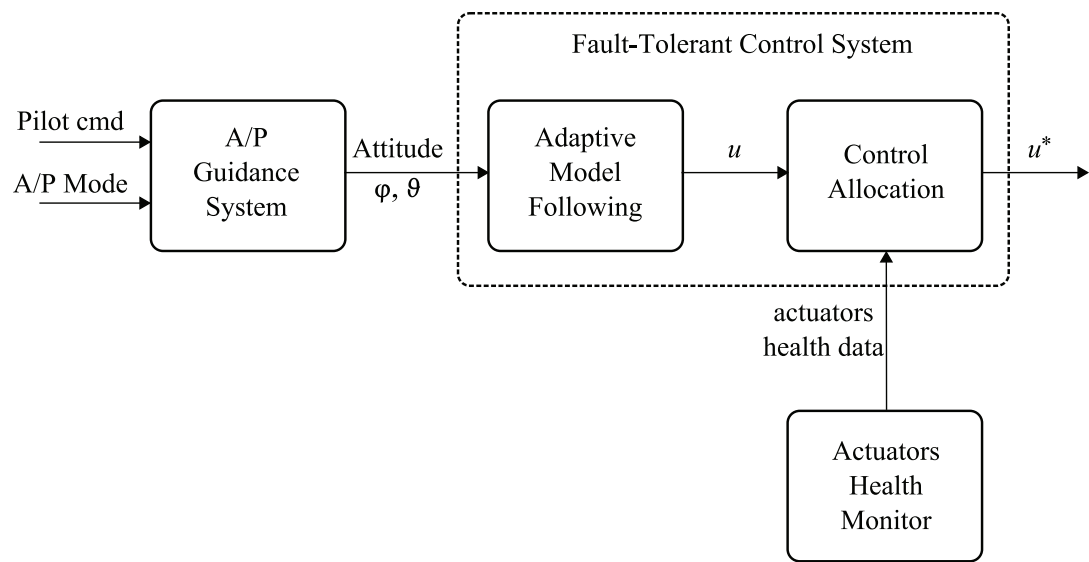 Fault-Tolerant Control System
Pilot cmd
A/P Mode
A/P
Guidance
System
Attitude
φ, ϑ
Adaptive
Model
Following
u
Control
Allocation
u*
actuators
health data
Actuators
Health
Monitor